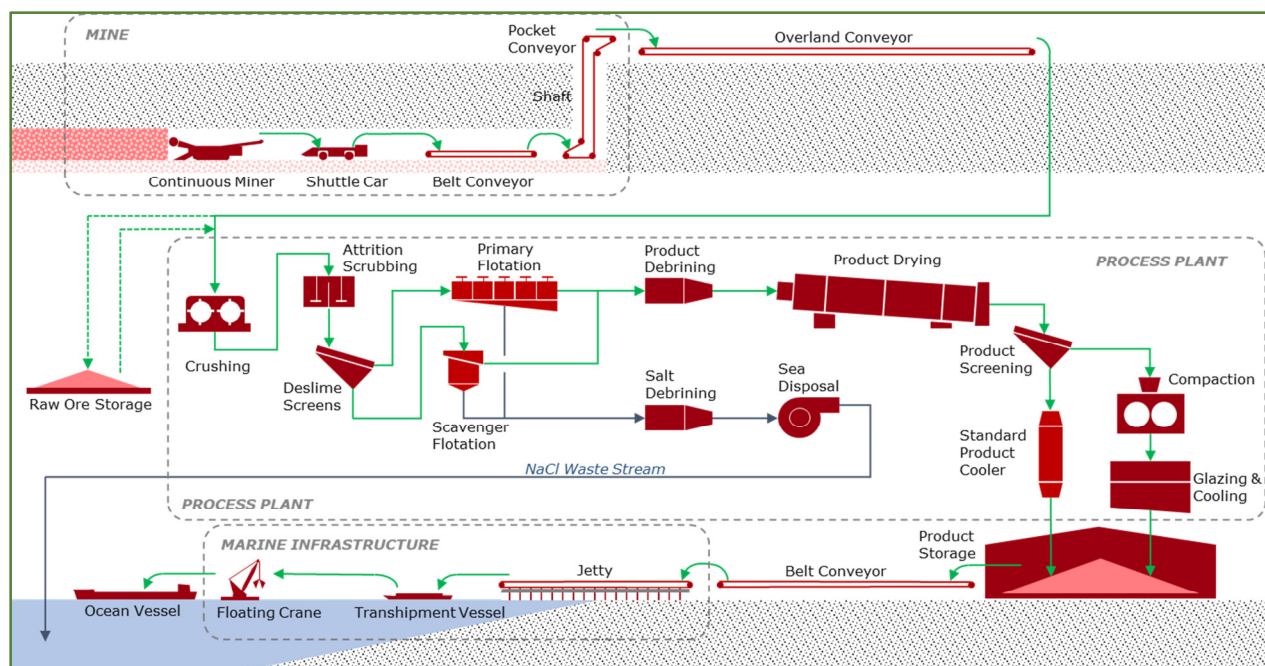 MINE
Pocket
Conveyor
Overland Conveyor
Shaft
Continuous Miner
Shuttle Car
Belt Conveyor
Attrition
Scrubbing
Primary
Flotation
Product
Debrining
Product Drying
PROCESS PLANT
Crushing
Deslime
Screens
Product
Screening
Raw Ore Storage
Scavenger
Flotation
Salt
Debrining
Sea
Disposal
Compaction
Standard
Product
Cooler
NaCl Waste Stream
Glazing &
Cooling
PROCESS PLANT
MARINE INFRASTRUCTURE
Product
Storage
Jetty
Belt Conveyor
Ocean Vessel
Floating Crane
Transhipment Vessel